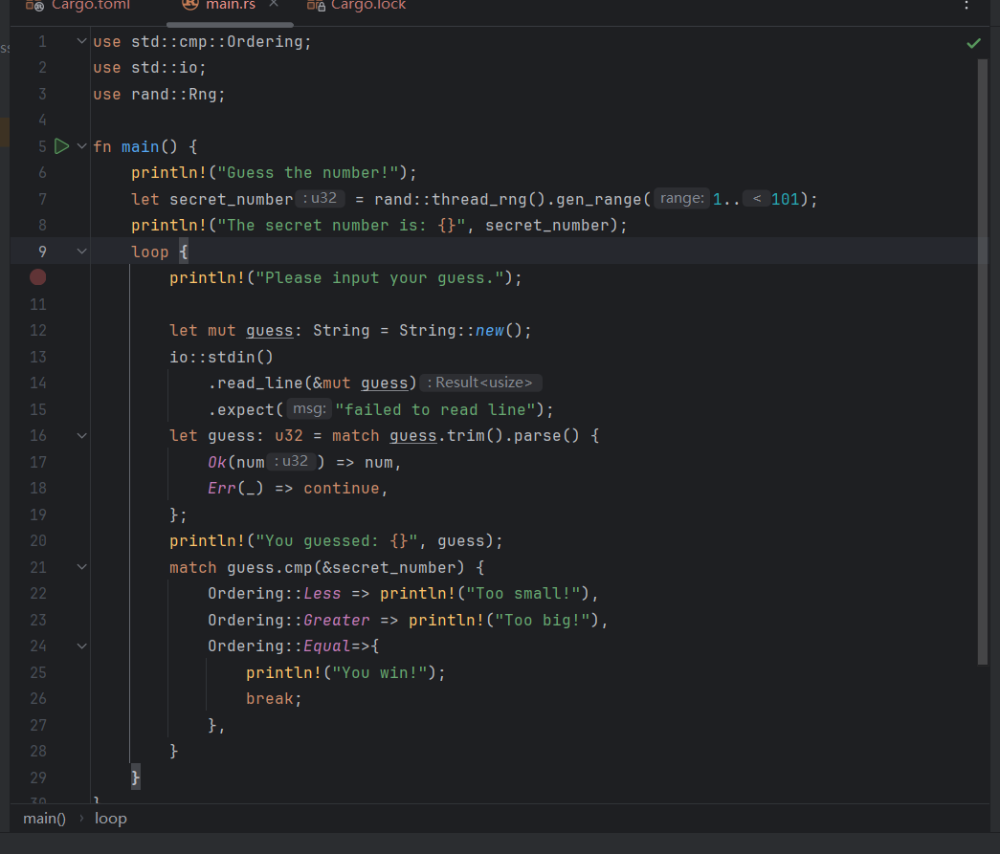 Cargo.toml main.rs Cargo.lock
1 use std::cmp::Ordering;
2 use std::io;
3 use rand::Rng;
4
5 fn main() {
6 println!("Guess the number!");
7 let secret_number : u32 = rand::thread_rng().gen_range( range: 1.. < 101);
8 println!("The secret number is: {}", secret_number);
9 loop {
println!("Please input your guess.");
11
12 let mut guess: String = String::new();
13 io::stdin()
14 .read_line(&mut guess) : Result<usize>
15 .expect( msg: "failed to read line");
16 let guess: u32 = match guess.trim().parse() {
17 Ok(num : u32 ) => num,
18 Err(_) => continue,
19 };
20 println!("You guessed: {}", guess);
21 match guess.cmp(&secret_number) {
22 Ordering::Less => println!("Too small!"),
23 Ordering::Greater => println!("Too big!"),
24 Ordering::Equal=>{
25 println!("You win!");
26 break;
27 },
28 }
29 }
30 }
main() › loop